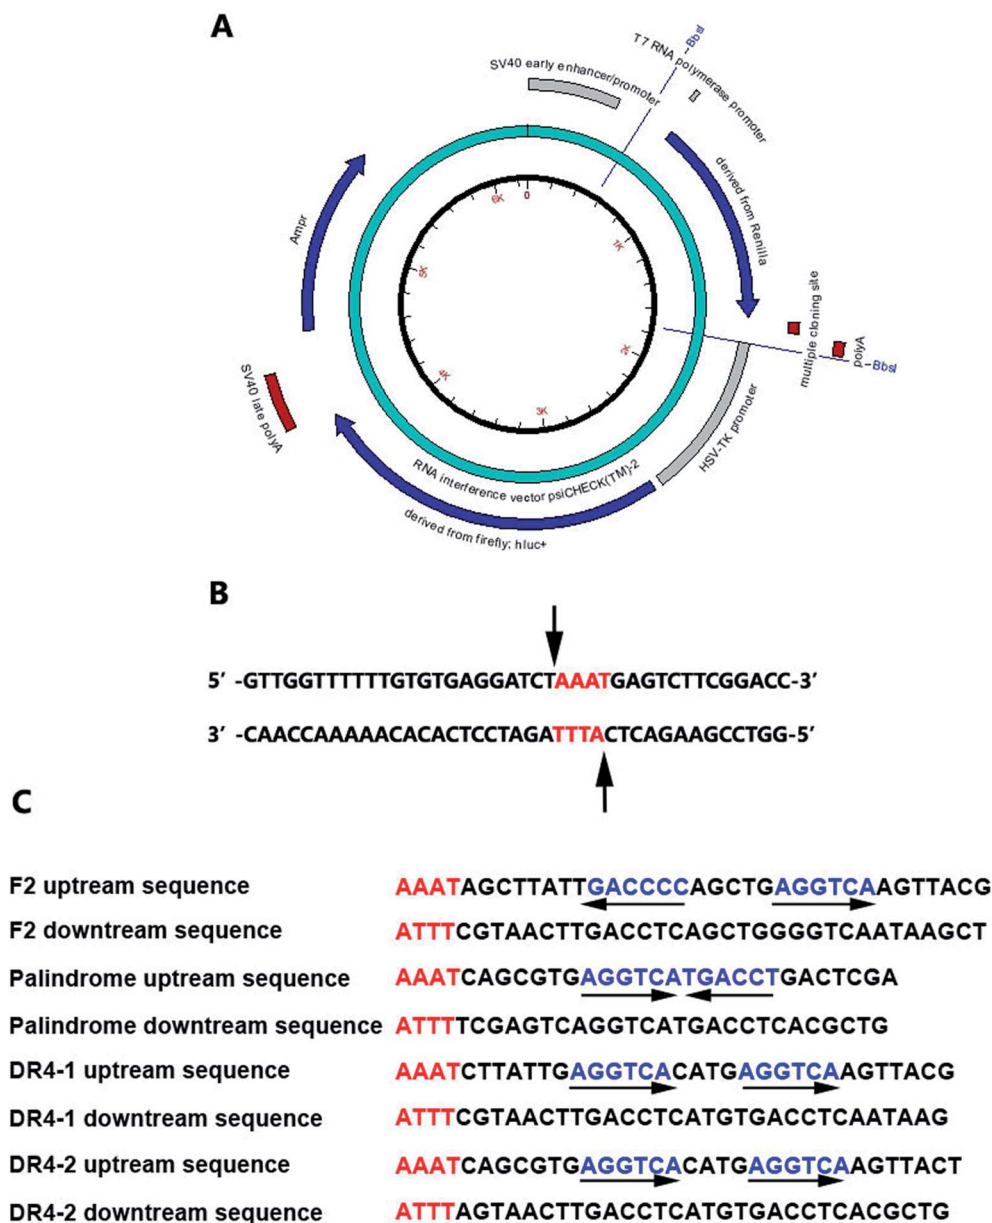 A
SV40 early enhancer/promoter
BbsI
T7 RNA polymerase promoter
derived from Renilla
multiple cloning site
polyA
BbsI
HSV-TK promoter
RNA interference vector psiCHECK(TM)-2
derived from firefly; hluc+
SV40 late polyA
Ampr
0
1K
2K
3K
4K
5K
6K
B
5’ -GTTGGTTTTTTGTGTGAGGATCTAAATGAGTCTTCGGACC-3’
3’ -CAACCAAAAACACACTCCTAGATTTACTCAGAAGCCTGG-5’
C
F2 uptream sequence AAATAGCTTATTGACCCCAGCTGAGGTCAAGTTACG
F2 downtream sequence ATTTCGTAACTTGACCTCAGCTGGGGTCAATAAGCT
Palindrome uptream sequence AAATCAGCGTGAGGTCATGACCTGACTCGA
Palindrome downtream sequence ATTTTCGAGTCAGGTCATGACCTCACGCTG
DR4-1 uptream sequence AAATCTTATTGAGGTCACATGAGGTCAAGTTACG
DR4-1 downtream sequence ATTTCGTAACTTGACCTCATGTGACCTCAATAAG
DR4-2 uptream sequence AAATCAGCGTGAGGTCACATGAGGTCAAGTTACT
DR4-2 downtream sequence ATTTAGTAACTTGACCTCATGTGACCTCACGCTG